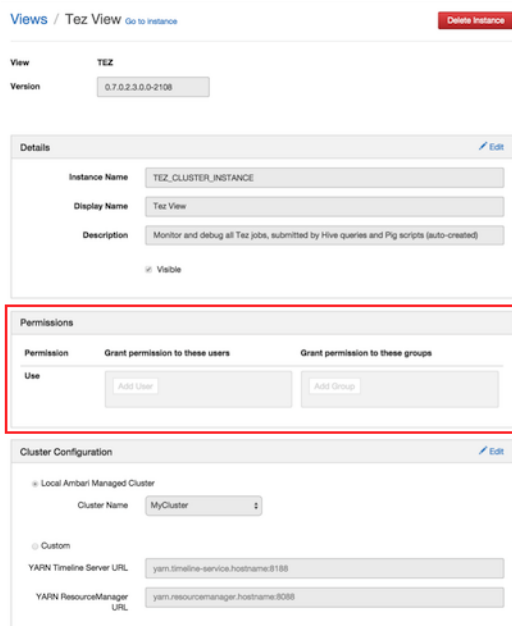 Views / Tez View Go to instance
Delete Instance
View TEZ
Version 0.7.0.2.3.0.0-2108
Details
Edit
Instance Name TEZ_CLUSTER_INSTANCE
Display Name Tez View
Description Monitor and debug all Tez jobs, submitted by Hive queries and Pig scripts (auto-created)
Visible
Permissions
Permission Grant permission to these users Grant permission to these groups
Use Add User Add Group
Cluster Configuration
Edit
Local Ambari Managed Cluster
Cluster Name MyCluster
Custom
YARN Timeline Server URL yarn.timeline-service.hostname:8188
YARN ResourceManager URL yarn.resourcemanager.hostname:8088